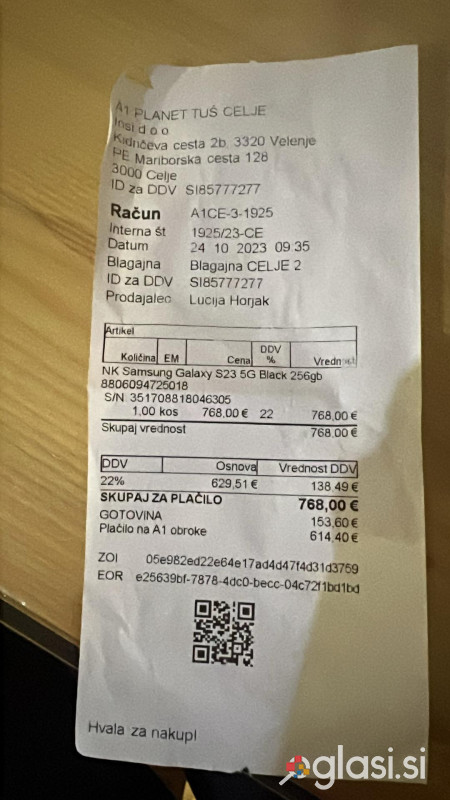 A1 PLANET TUŠ CELJE
Insi d o o
Kidričeva cesta 2b, 3320 Velenje
PE Mariborska cesta 128
3000 Celje
ID za DDV SI85777277
Račun A1CE-3-1925
Interna št 1925/23-CE
Datum 24 10 2023 09:35
Blagajna Blagajna CELJE 2
ID za DDV SI85777277
Prodajalec Lucija Horjak
Artikel
Količina EM Cena DDV % Vrednost
NK Samsung Galaxy S23 5G Black 256gb
8806094725018
S/N: 351708818046305
1,00 kos 768,00 € 22 768,00 €
Skupaj vrednost 768,00 €
DDV Osnova Vrednost DDV
22% 629,51 € 138,49 €
SKUPAJ ZA PLAČILO 768,00 €
GOTOVINA 153,60 €
Plačilo na A1 obroke 614,40 €
ZOI 05e982ed22e64e17ad4d47f4d31d3759
EOR e25639bf-7878-4dc0-becc-04c72f1bd1bd
Hvala za nakup!
oglasi.si